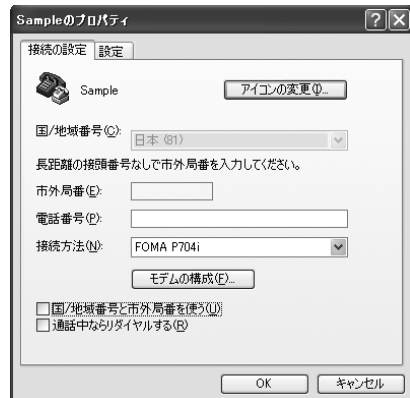 Sampleのプロパティ
接続の設定 設定
Sample
アイコンの変更(I)...
国/地域番号(C): 日本 (81)
長距離の接頭番号なしで市外局番を入力してください。
市外局番(E):
電話番号(P):
接続方法(N): FOMA P704i
モデムの構成(F)...
国/地域番号と市外局番を使う(U)
通話中ならリダイヤルする(R)
OK キャンセル